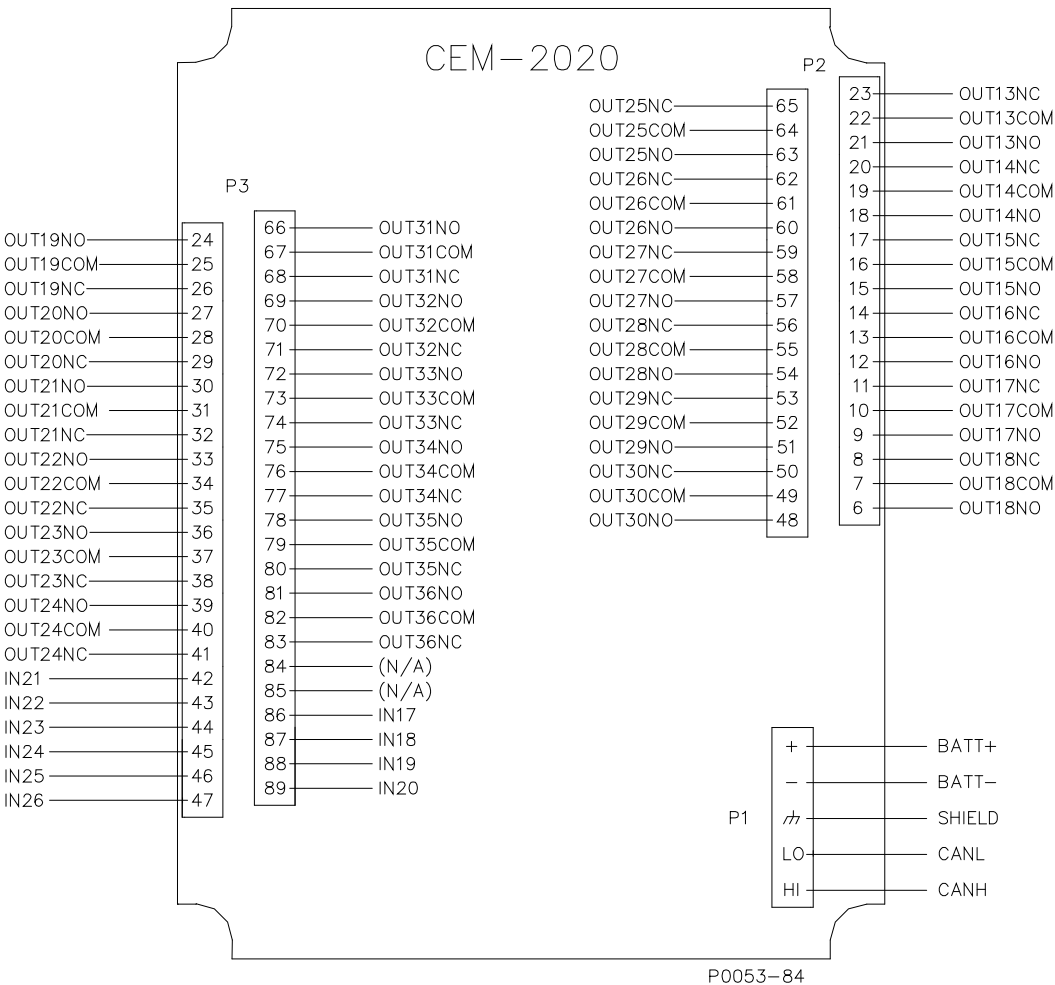 CEM-2020
P2
23 OUT13NC
22 OUT13COM
21 OUT13NO
20 OUT14NC
19 OUT14COM
18 OUT14NO
17 OUT15NC
16 OUT15COM
15 OUT15NO
14 OUT16NC
13 OUT16COM
12 OUT16NO
11 OUT17NC
10 OUT17COM
9 OUT17NO
8 OUT18NC
7 OUT18COM
6 OUT18NO
OUT25NC 65
OUT25COM 64
OUT25NO 63
OUT26NC 62
OUT26COM 61
OUT26NO 60
OUT27NC 59
OUT27COM 58
OUT27NO 57
OUT28NC 56
OUT28COM 55
OUT28NO 54
OUT29NC 53
OUT29COM 52
OUT29NO 51
OUT30NC 50
OUT30COM 49
OUT30NO 48
P3
OUT19NO 24
OUT19COM 25
OUT19NC 26
OUT20NO 27
OUT20COM 28
OUT20NC 29
OUT21NO 30
OUT21COM 31
OUT21NC 32
OUT22NO 33
OUT22COM 34
OUT22NC 35
OUT23NO 36
OUT23COM 37
OUT23NC 38
OUT24NO 39
OUT24COM 40
OUT24NC 41
IN21 42
IN22 43
IN23 44
IN24 45
IN25 46
IN26 47
66 OUT31NO
67 OUT31COM
68 OUT31NC
69 OUT32NO
70 OUT32COM
71 OUT32NC
72 OUT33NO
73 OUT33COM
74 OUT33NC
75 OUT34NO
76 OUT34COM
77 OUT34NC
78 OUT35NO
79 OUT35COM
80 OUT35NC
81 OUT36NO
82 OUT36COM
83 OUT36NC
84 (N/A)
85 (N/A)
86 IN17
87 IN18
88 IN19
89 IN20
P1
+ BATT+
- BATT-
SHIELD
LO CANL
HI CANH
P0053-84